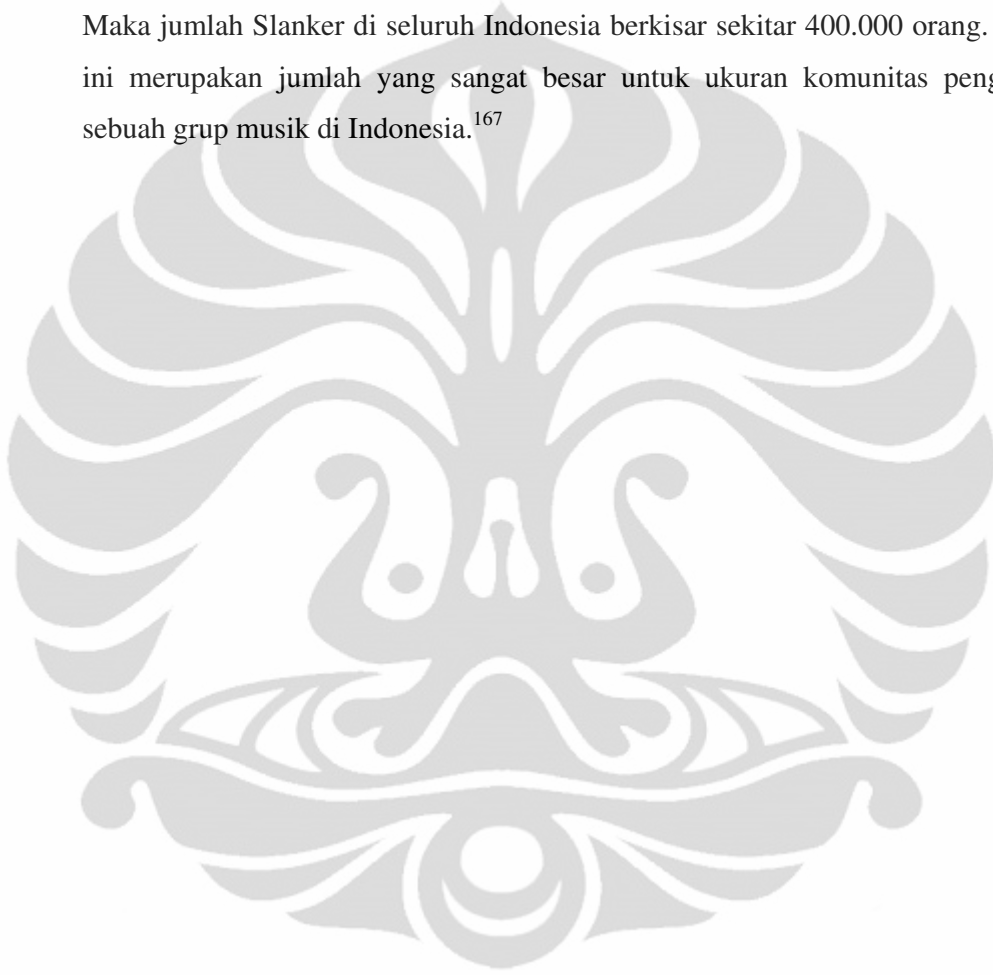 Maka jumlah Slanker di seluruh Indonesia berkisar sekitar 400.000 orang.
ini merupakan jumlah yang sangat besar untuk ukuran komunitas peng
sebuah grup musik di Indonesia.167